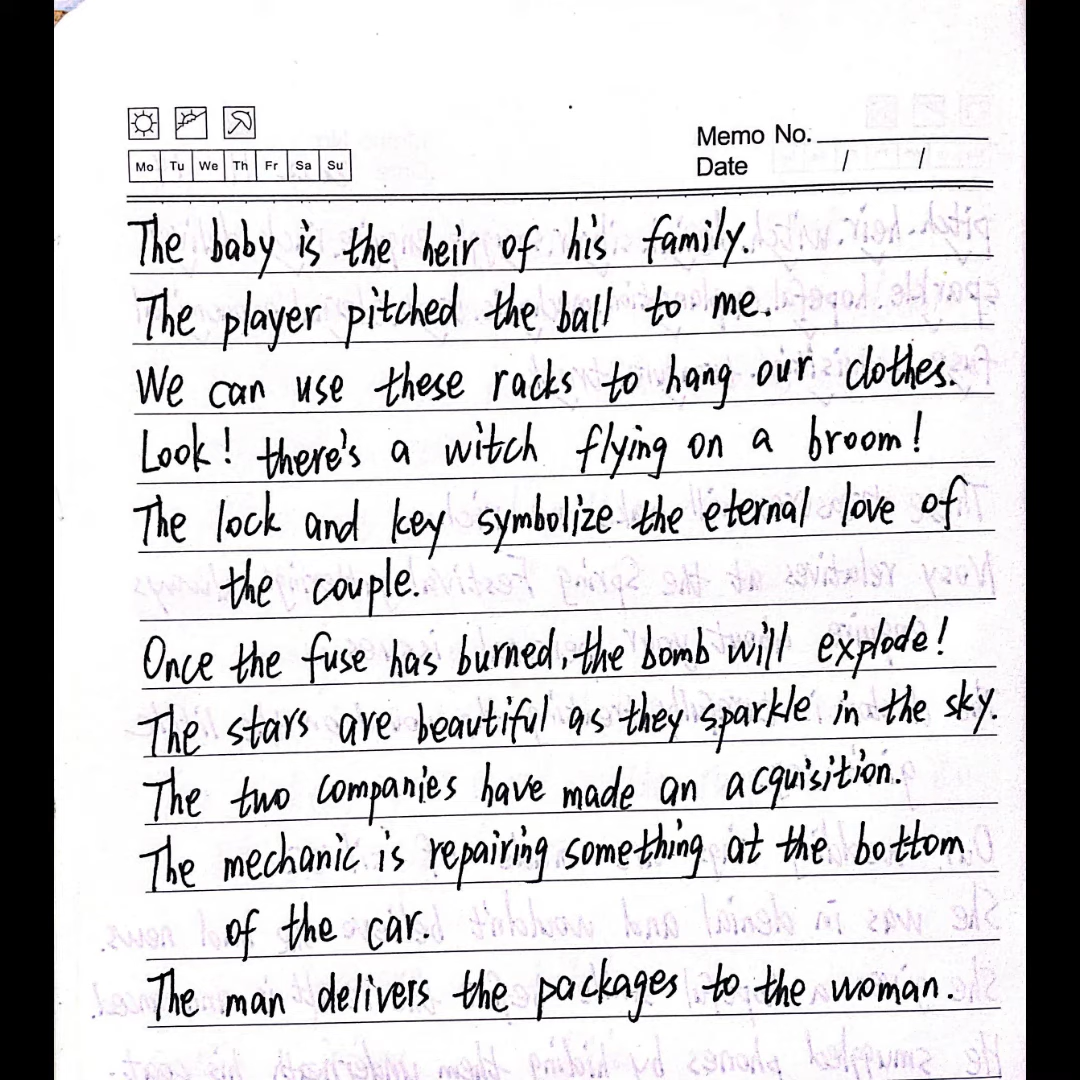 Memo No.
Mo Tu We Th Fr Sa Su
Date / /
The baby is the heir of his family.
The player pitched the ball to me.
We can use these racks to hang our clothes.
Look! there's a witch flying on a broom!
The lock and key symbolize the eternal love of
the couple.
Once the fuse has burned, the bomb will explode!
The stars are beautiful as they sparkle in the sky.
The two companies have made an acquisition.
The mechanic is repairing something at the bottom
of the car.
The man delivers the packages to the woman.